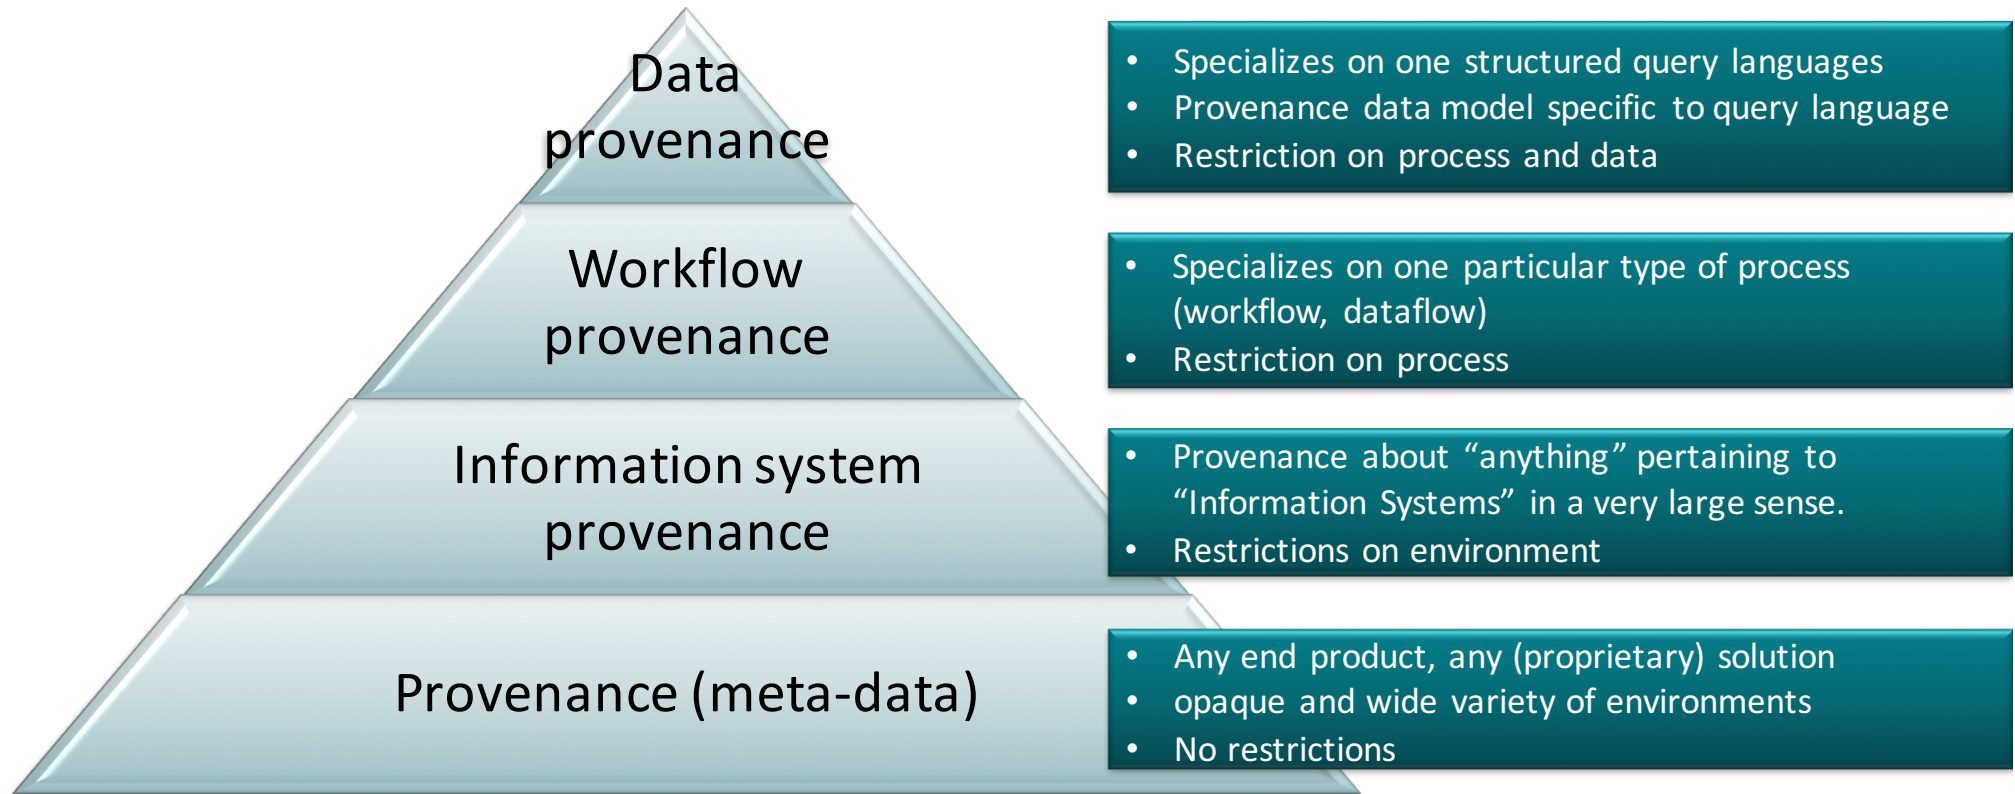 Data
provenance
• Specializes on one structured query languages
• Provenance data model specific to query language
• Restriction on process and data
Workflow
provenance
• Specializes on one particular type of process
(workflow, dataflow)
• Restriction on process
Information system
provenance
• Provenance about “anything” pertaining to
“Information Systems” in a very large sense.
• Restrictions on environment
Provenance (meta-data)
• Any end product, any (proprietary) solution
• opaque and wide variety of environments
• No restrictions